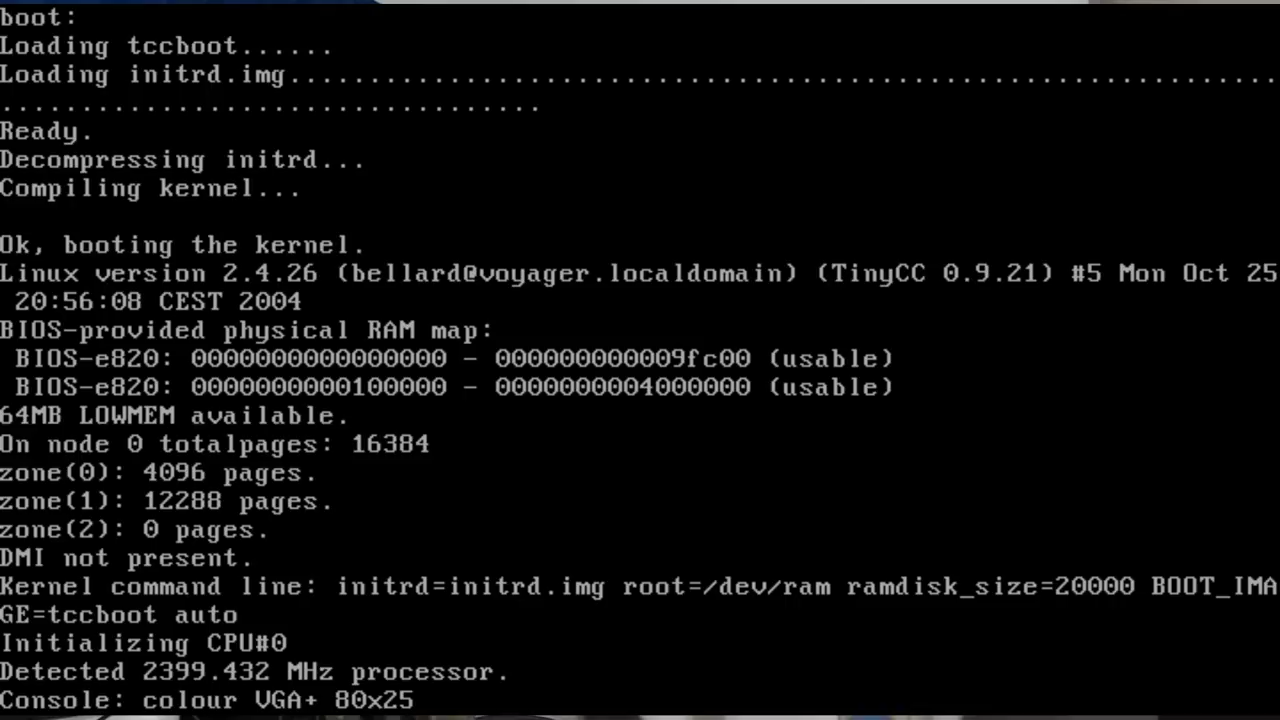 boot:
Loading tccboot......
Loading initrd.img..............................................................
..................................
Ready.
Decompressing initrd...
Compiling kernel...
Ok, booting the kernel.
Linux version 2.4.26 (bellard@voyager.localdomain) (TinyCC 0.9.21) #5 Mon Oct 25
 20:56:08 CEST 2004
BIOS-provided physical RAM map:
 BIOS-e820: 0000000000000000 - 000000000009fc00 (usable)
 BIOS-e820: 0000000000100000 - 0000000004000000 (usable)
64MB LOWMEM available.
On node 0 totalpages: 16384
zone(0): 4096 pages.
zone(1): 12288 pages.
zone(2): 0 pages.
DMI not present.
Kernel command line: initrd=initrd.img root=/dev/ram ramdisk_size=20000 BOOT_IMA
GE=tccboot auto
Initializing CPU#0
Detected 2399.432 MHz processor.
Console: colour VGA+ 80x25